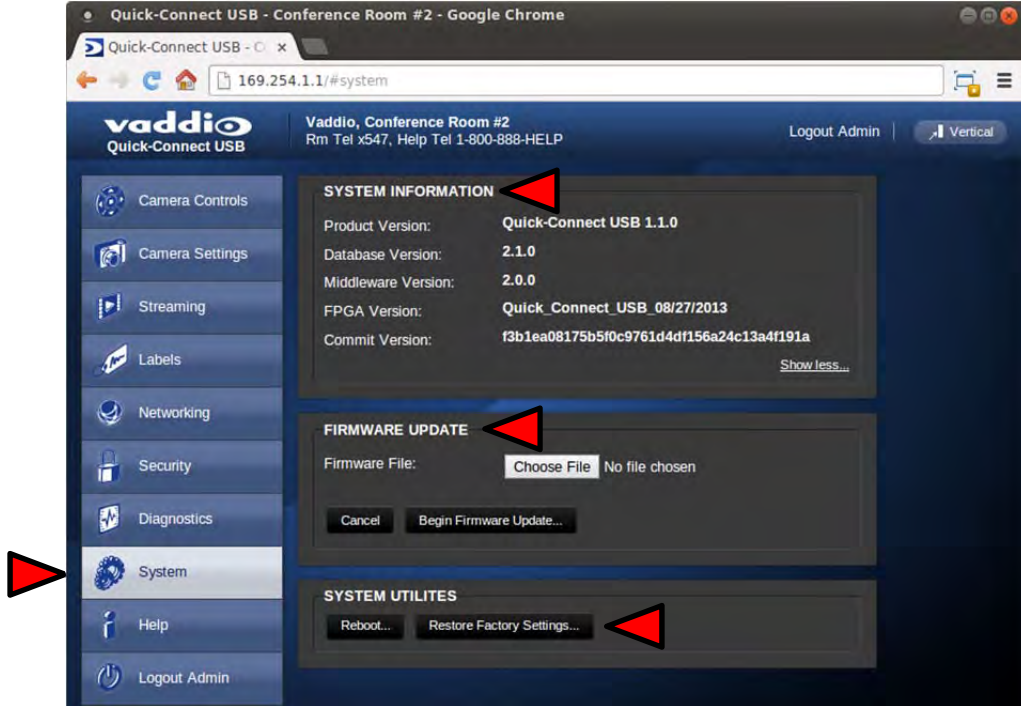 Quick-Connect USB - Conference Room #2 - Google Chrome
Quick-Connect USB - C
169.254.1.1/#system
vaddio
Quick-Connect USB
Vaddio, Conference Room #2
Rm Tel x547, Help Tel 1-800-888-HELP
Logout Admin
Vertical
Camera Controls
Camera Settings
Streaming
Labels
Networking
Security
Diagnostics
System
Help
Logout Admin
SYSTEM INFORMATION
Product Version: Quick-Connect USB 1.1.0
Database Version: 2.1.0
Middleware Version: 2.0.0
FPGA Version: Quick_Connect_USB_08/27/2013
Commit Version: f3b1ea08175b5f0c9761d4df156a24c13a4f191a
Show less...
FIRMWARE UPDATE
Firmware File: Choose File No file chosen
Cancel Begin Firmware Update...
SYSTEM UTILITES
Reboot... Restore Factory Settings...